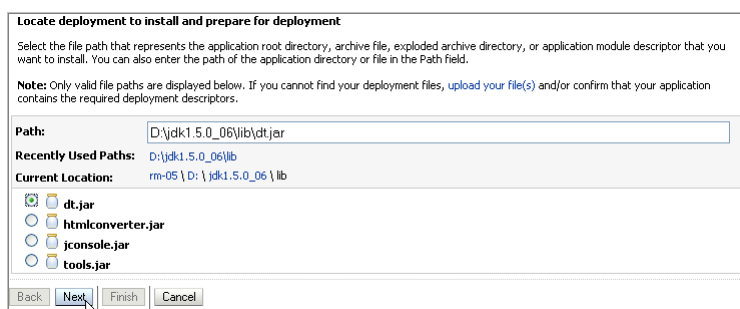 Locate deployment to install and prepare for deployment
Select the file path that represents the application root directory, archive file, exploded archive directory, or application module descriptor that you
want to install. You can also enter the path of the application directory or file in the Path field.
Note: Only valid file paths are displayed below. If you cannot find your deployment files, upload your file(s) and/or confirm that your application
contains the required deployment descriptors.
Path: D:\jdk1.5.0_06\lib\dt.jar
Recently Used Paths: D:\jdk1.5.0_06\lib
Current Location: rm-05 \ D: \ jdk1.5.0_06 \ lib
dt.jar
htmlconverter.jar
jconsole.jar
tools.jar
Back Next Finish Cancel